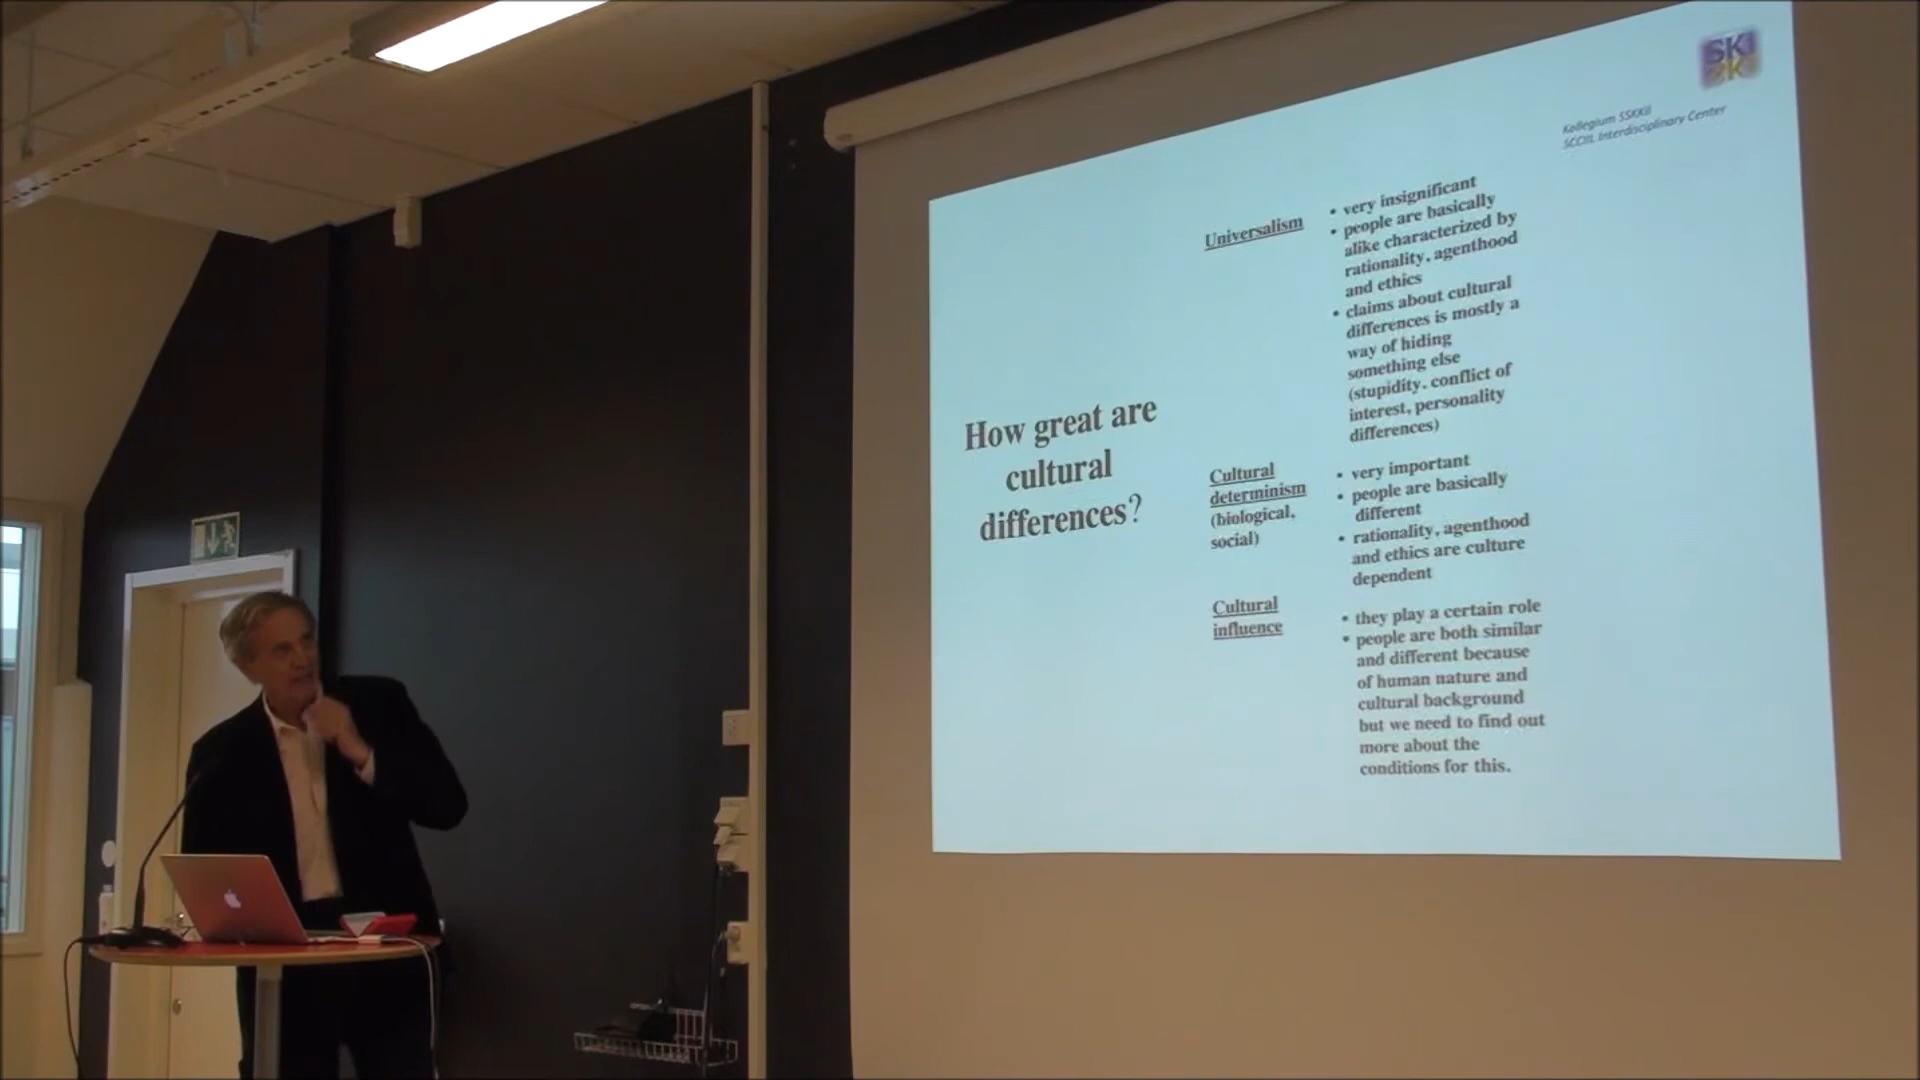 SK
Kollegium SSKKII
SCCIIL Interdisciplinary Center
How great are
cultural
differences?
Universalism
• very insignificant
• people are basically
alike characterized by
rationality, agenthood
and ethics
• claims about cultural
differences is mostly a
way of hiding
something else
(stupidity, conflict of
interest, personality
differences)
Cultural
determinism
(biological,
social)
• very important
• people are basically
different
• rationality, agenthood
and ethics are culture
dependent
Cultural
influence
• they play a certain role
• people are both similar
and different because
of human nature and
cultural background
but we need to find out
more about the
conditions for this.